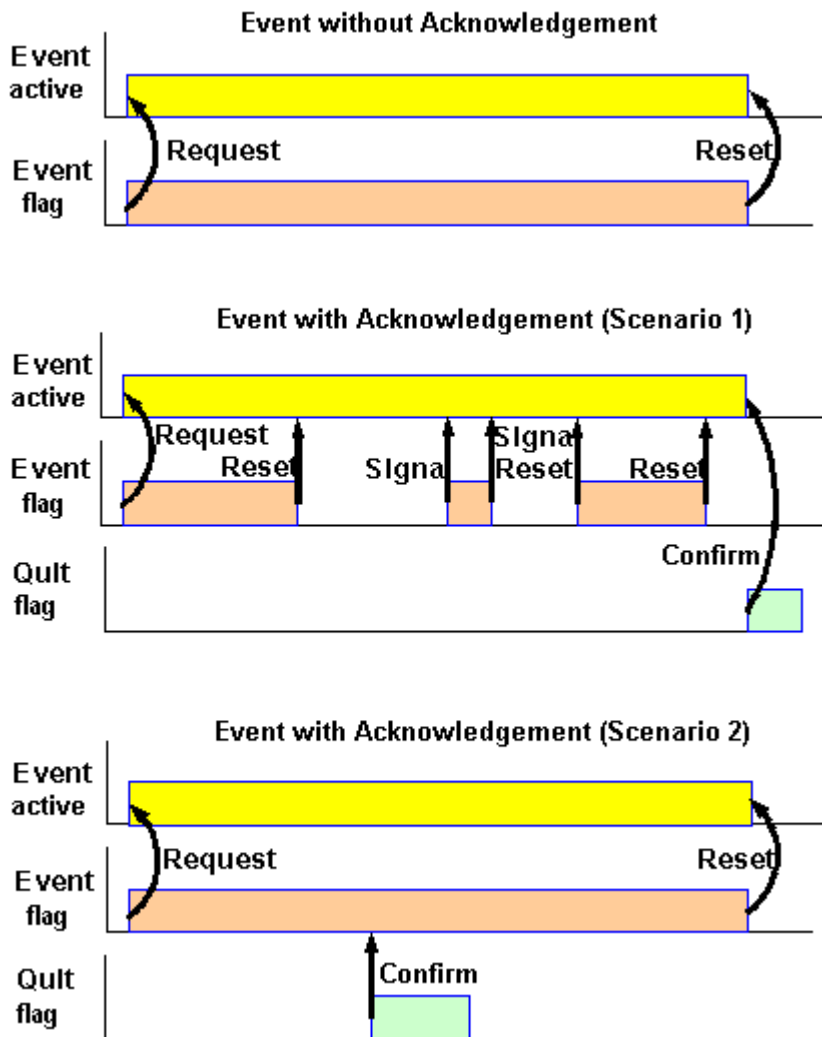 Event without Acknowledgement
Event
active
Request
Reset
Event
flag
Event with Acknowledgement (Scenario 1)
Event
active
Request
SIgna
Event
flag
Reset
SIgna
Reset
Reset
Confirm
QuIt
flag
Event with Acknowledgement (Scenario 2)
Event
active
Request
Reset
Event
flag
QuIt
flag
Confirm